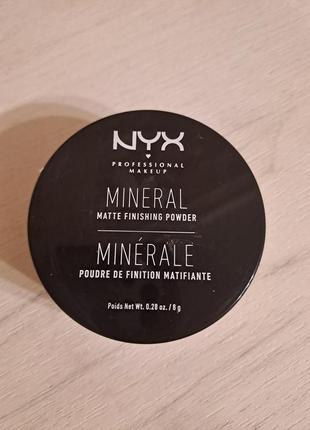 NYX
PROFESSIONAL
MAKEUP
MINERAL
MATTE FINISHING POWDER
MINÉRALE
POUDRE DE FINITION MATIFIANTE
Poids Net Wt. 0.28 oz. / 8 g